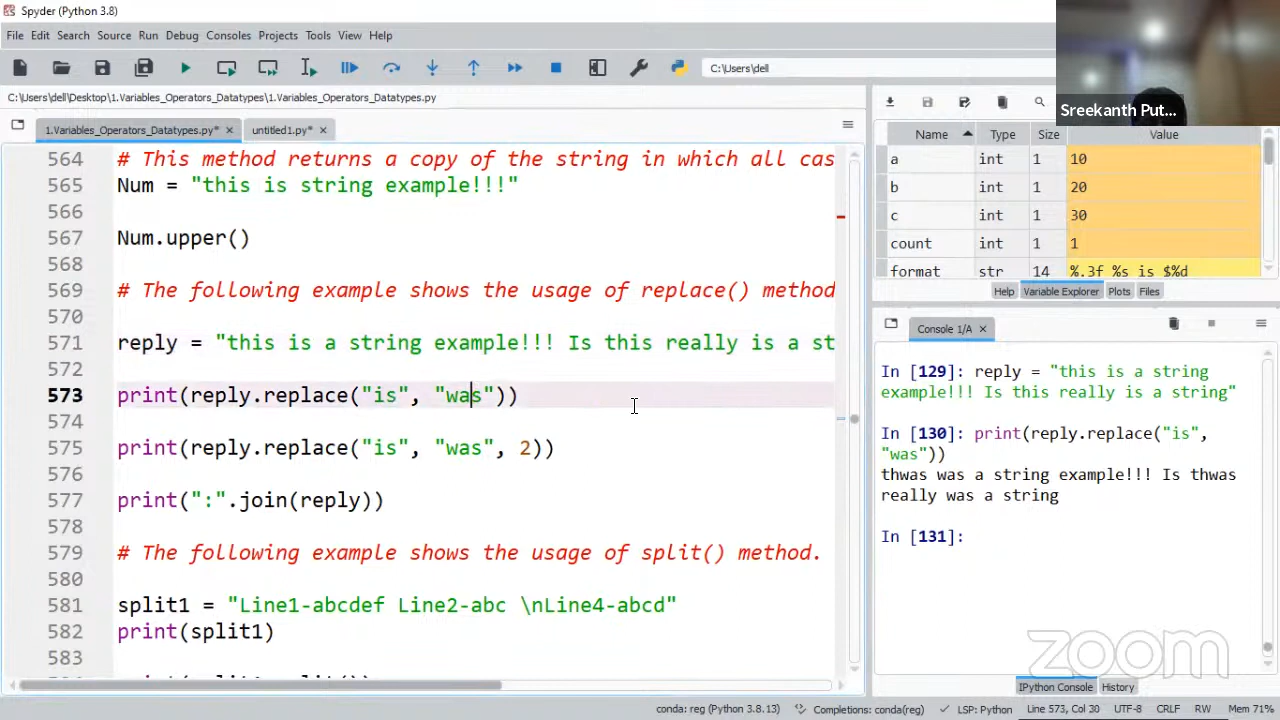 Spyder (Python 3.8)
File Edit Search Source Run Debug Consoles Projects Tools View Help
C:\Users\dell
C:\Users\dell\Desktop\1.Variables_Operators_Datatypes\1.Variables_Operators_Datatypes.py
Sreekanth Put...
1.Variables_Operators_Datatypes.py* untitled1.py*
564 # This method returns a copy of the string in which all cas
565 Num = "this is string example!!!"
566
567 Num.upper()
568
569 # The following example shows the usage of replace() method
570
571 reply = "this is a string example!!! Is this really is a st
572
573 print(reply.replace("is", "was"))
574
575 print(reply.replace("is", "was", 2))
576
577 print(":".join(reply))
578
579 # The following example shows the usage of split() method.
580
581 split1 = "Line1-abcdef Line2-abc \nLine4-abcd"
582 print(split1)
583
Name Type Size Value
a int 1 10
b int 1 20
c int 1 30
count int 1 1
format str 14 %.3f %s is $%d
Help Variable Explorer Plots Files
Console 1/A
In [129]: reply = "this is a string
example!!! Is this really is a string"
In [130]: print(reply.replace("is",
"was"))
thwas was a string example!!! Is thwas
really was a string
In [131]:
zoom
IPython Console History
conda: reg (Python 3.8.13) Completions: conda(reg) LSP: Python Line 573, Col 30 UTF-8 CRLF RW Mem 71%